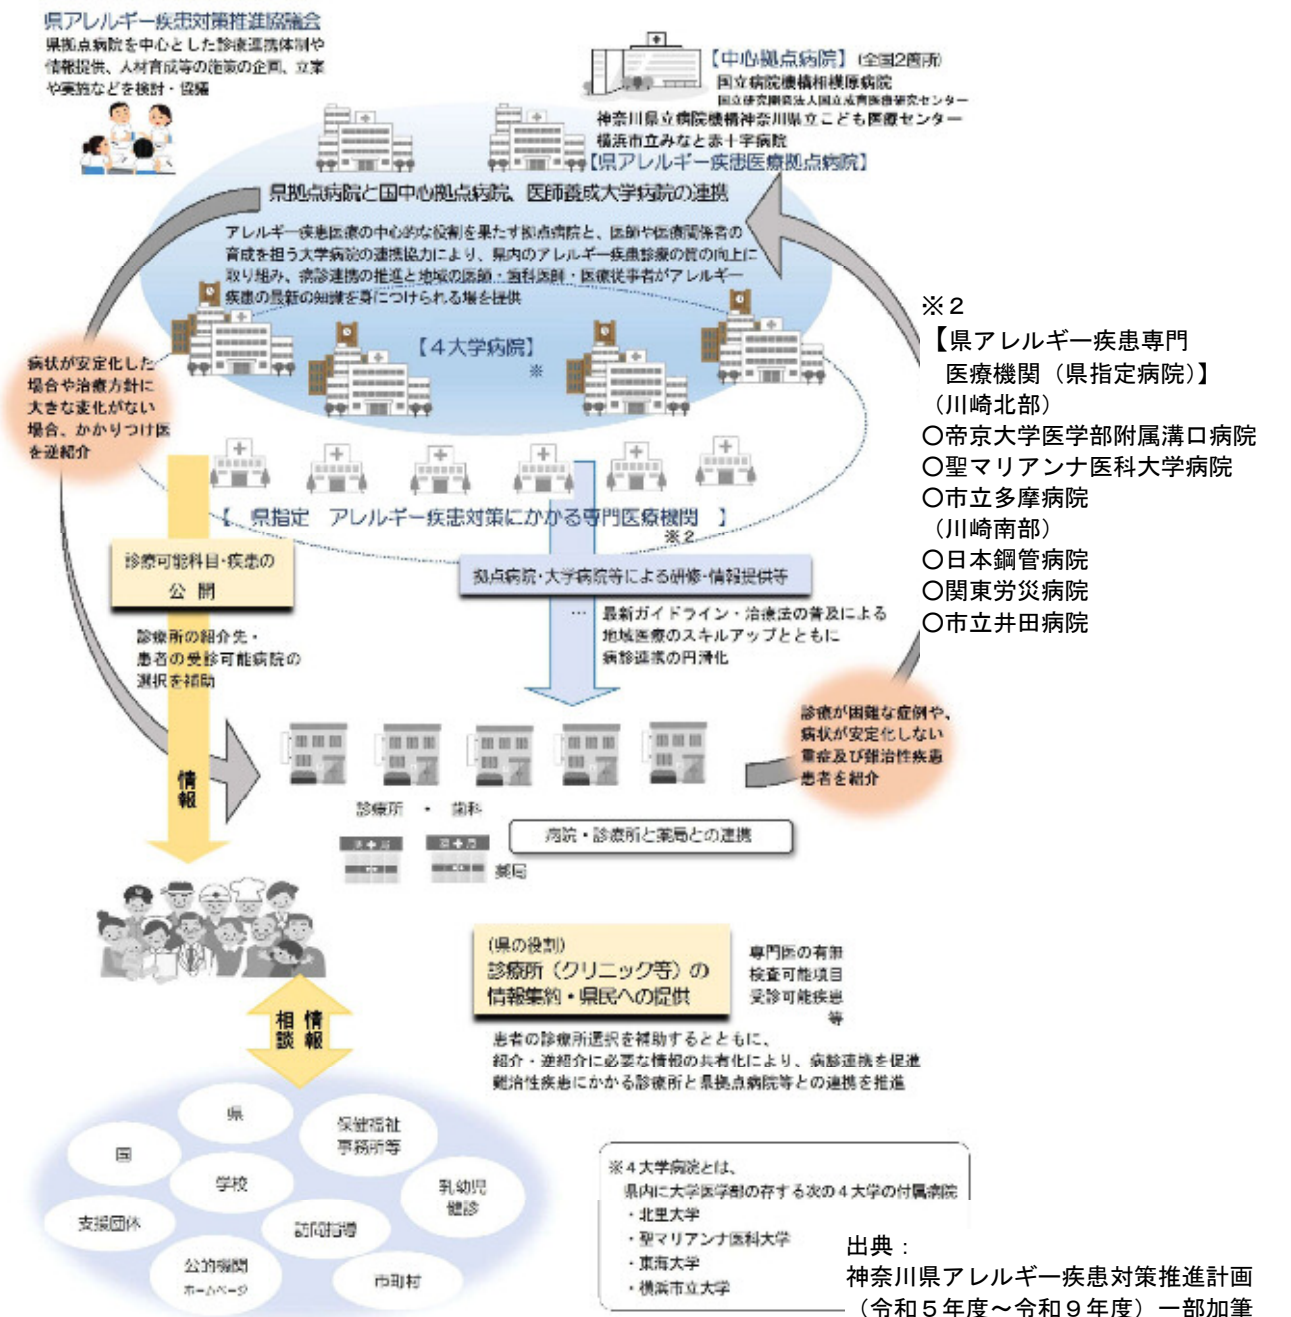 県アレルギー疾患対策推進協議会
県拠点病院を中心とした診療連携体制や
情報提供、人材育成等の施策の企画、立案
や実施などを検討・協議
【中心拠点病院】（全国2箇所）
国立病院機構相模原病院
国立研究開発法人国立成育医療研究センター
神奈川県立病院機構神奈川県立こども医療センター
横浜市立みなと赤十字病院
【県アレルギー疾患医療拠点病院】
県拠点病院と国中心拠点病院、医師養成大学病院の連携
アレルギー疾患医療の中心的な役割を果たす拠点病院と、医師や医療関係者の
育成を担う大学病院の連携協力により、県内のアレルギー疾患診療の質の向上に
取り組み、病診連携の推進と地域の医師・歯科医師・医療従事者がアレルギー
疾患の最新の知識を身につけられる場を提供
【４大学病院】
※
病状が安定化した
場合や治療方針に
大きな変化がない
場合、かかりつけ医
を逆紹介
【　県指定　アレルギー疾患対策にかかる専門医療機関　】
※２
診療可能科目・疾患の
公　開
診療所の紹介先・
患者の受診可能病院の
選択を補助
拠点病院・大学病院等による研修・情報提供等
… 最新ガイドライン・治療法の普及による
地域医療のスキルアップとともに
病診連携の円滑化
※２
【県アレルギー疾患専門
医療機関（県指定病院）】
（川崎北部）
〇帝京大学医学部附属溝口病院
〇聖マリアンナ医科大学病院
〇市立多摩病院
（川崎南部）
〇日本鋼管病院
〇関東労災病院
〇市立井田病院
診療が困難な症例や、
病状が安定化しない
重症及び難治性疾患
患者を紹介
情報
診療所　・　歯科
病院・診療所と薬局との連携
薬＋局
薬＋局
薬局
（県の役割）
診療所（クリニック等）の
情報集約・県民への提供
専門医の有無
検査可能項目
受診可能疾患
等
患者の診療所選択を補助するとともに、
紹介・逆紹介に必要な情報の共有化により、病診連携を促進
難治性疾患にかかる診療所と県拠点病院等との連携を推進
情報
相談
県
保健福祉
事務所等
国
学校
乳幼児
健診
支援団体
訪問指導
公的機関
ホームページ
市町村
※４大学病院とは、
県内に大学医学部の存する次の４大学の付属病院
・北里大学
・聖マリアンナ医科大学
・東海大学
・横浜市立大学
出典：
神奈川県アレルギー疾患対策推進計画
（令和５年度～令和９年度）一部加筆